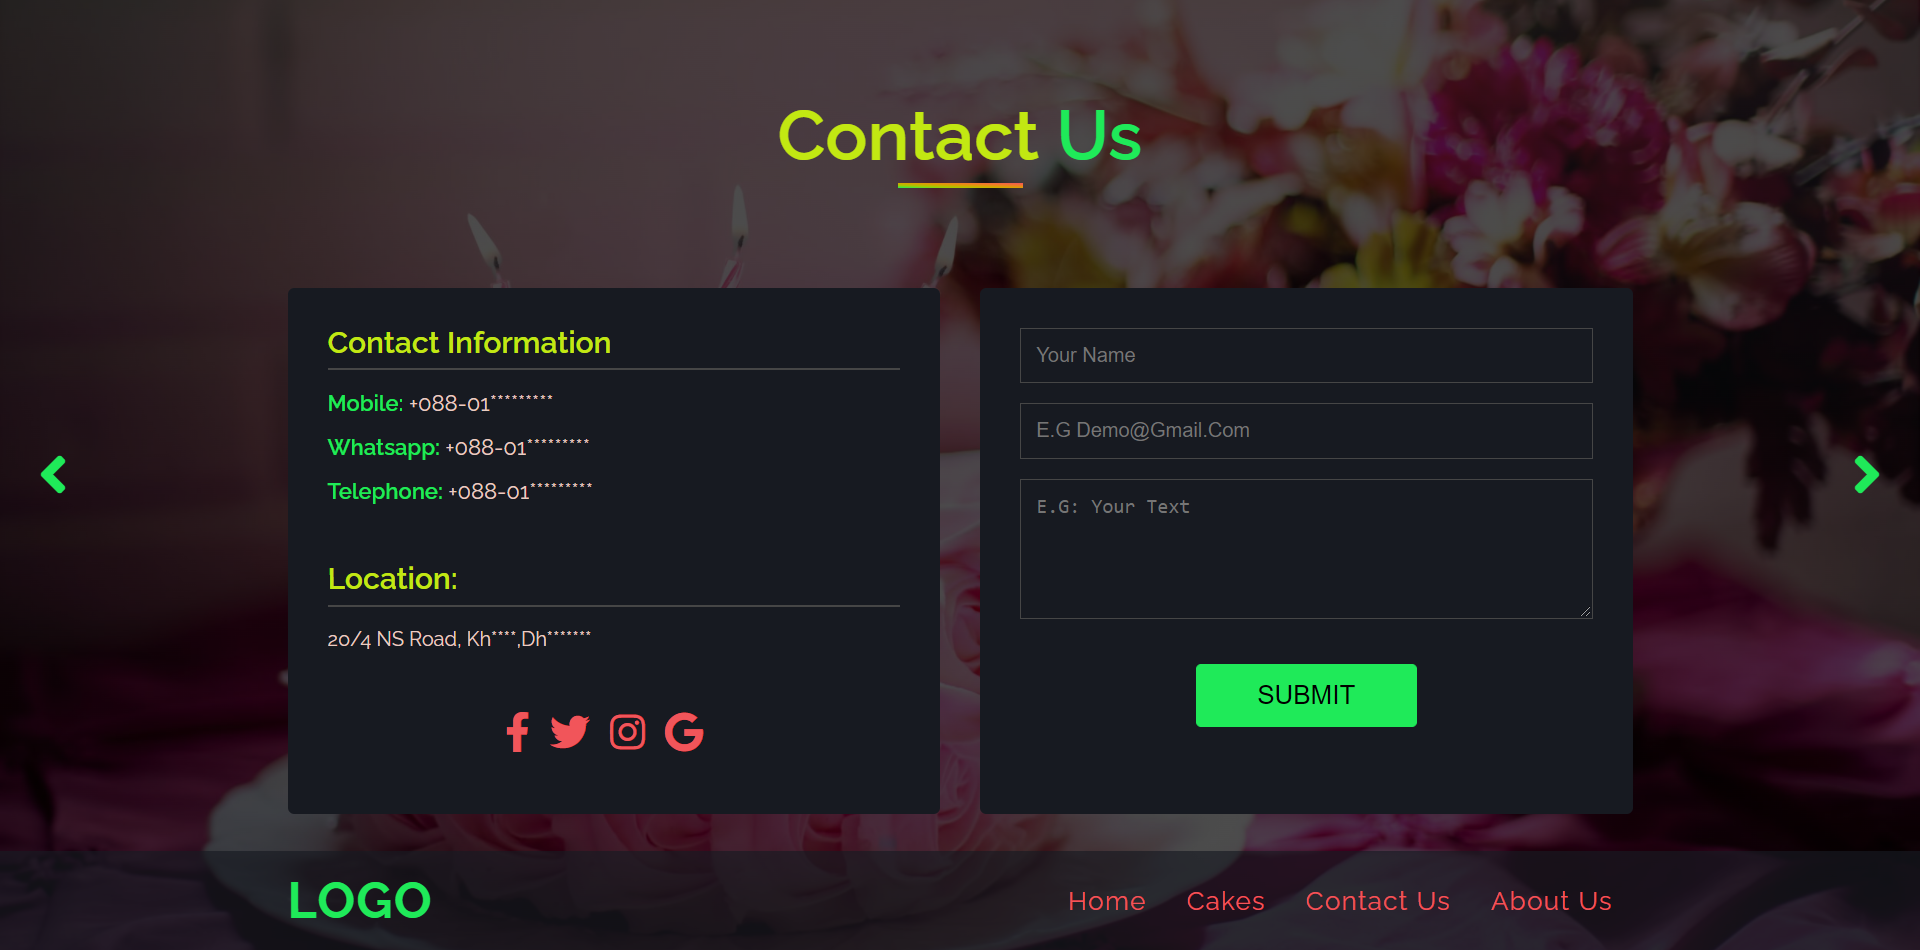 Contact Us
Contact Information
Mobile: +088-01*********
Whatsapp: +088-01*********
Telephone: +088-01*********
Location:
20/4 NS Road, Kh****,Dh*******
Your Name
E.G Demo@Gmail.Com
E.G: Your Text
SUBMIT
LOGO
Home Cakes Contact Us About Us